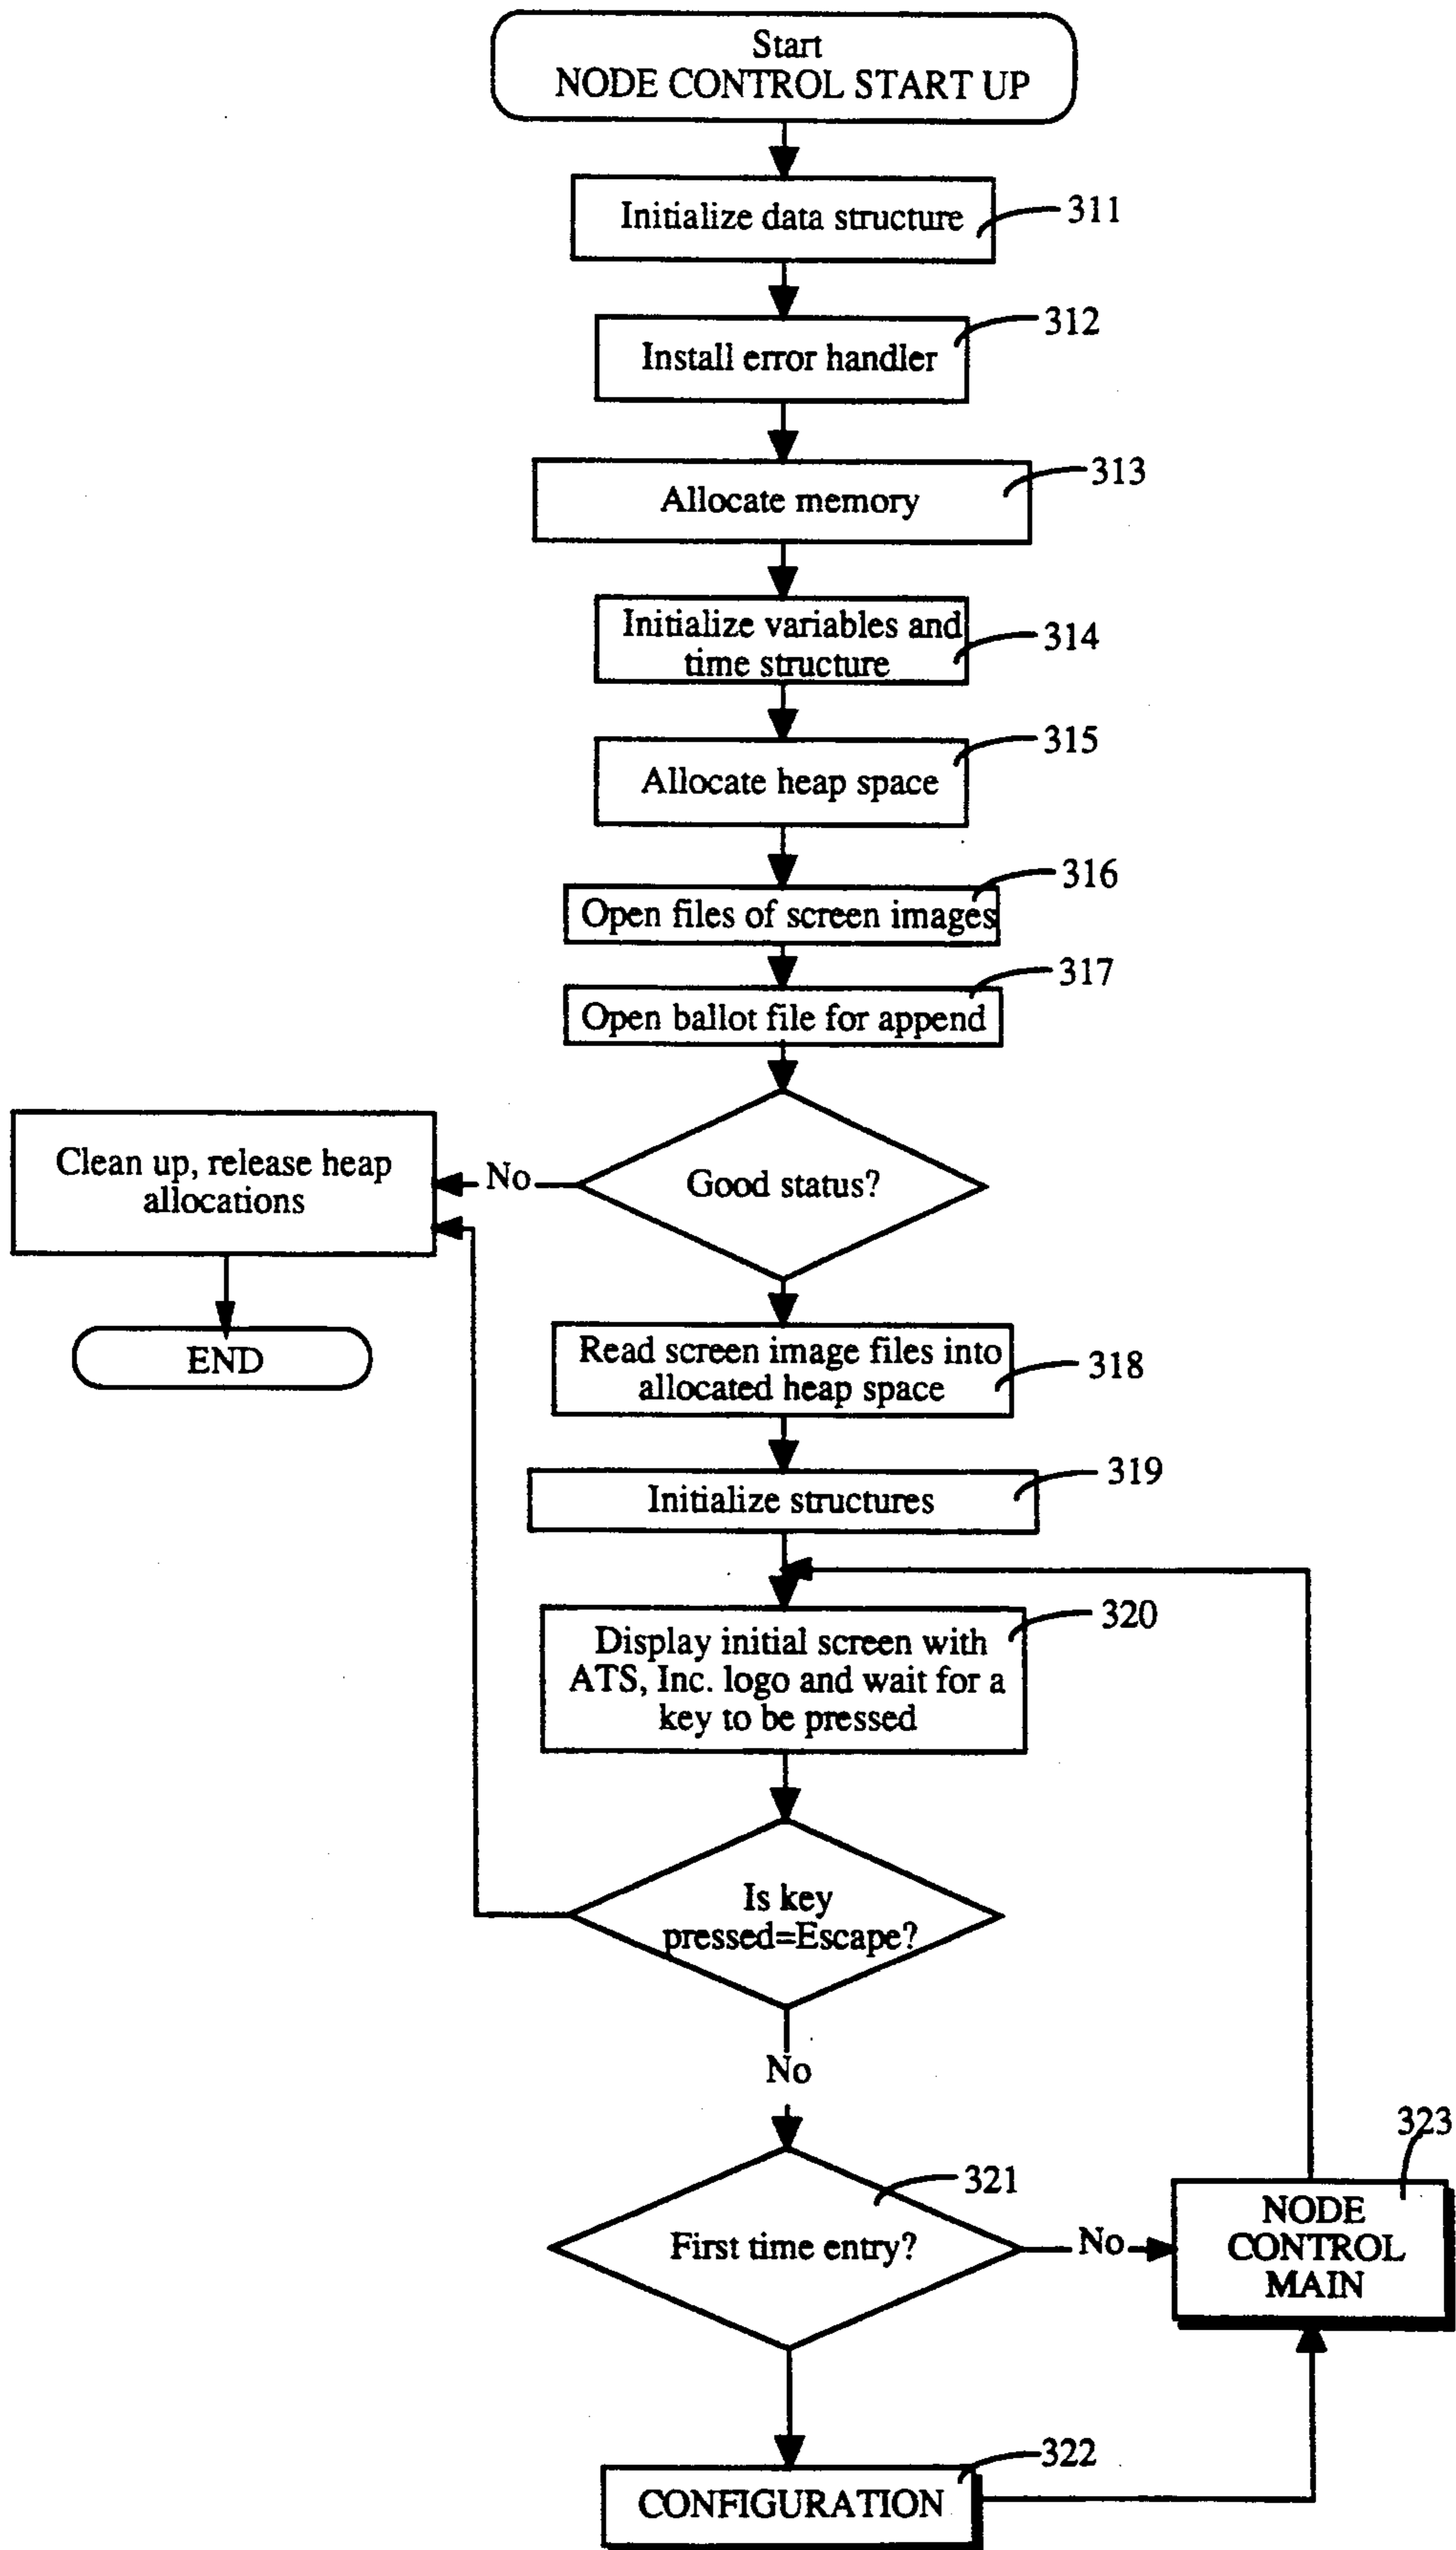 Start
NODE CONTROL START UP
Initialize data structure
311
Install error handler
312
Allocate memory
313
Initialize variables and
time structure
314
Allocate heap space
315
Open files of screen images
316
Open ballot file for append
317
Good status?
No
Clean up, release heap
allocations
END
Read screen image files into
allocated heap space
318
Initialize structures
319
Display initial screen with
ATS, Inc. logo and wait for a
key to be pressed
320
Is key
pressed=Escape?
No
First time entry?
321
No
NODE
CONTROL
MAIN
323
CONFIGURATION
322